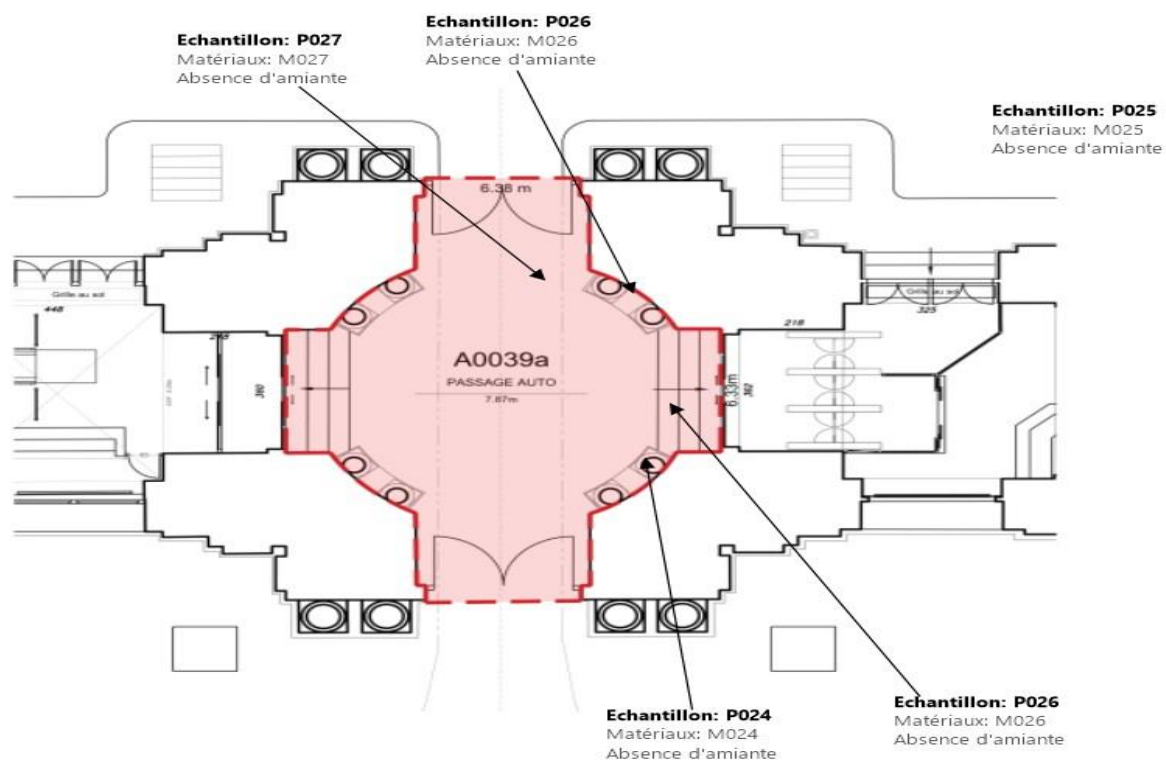 Echantillon: P026
Matériaux: M026
Absence d'amiante
Echantillon: P027
Matériaux: M027
Absence d'amiante
Echantillon: P025
Matériaux: M025
Absence d'amiante
6.38 m
Grille au sol
448
Grille au sol
325
218
A0039a
PASSAGE AUTO
7.87m
360
6.33m
362
Echantillon: P024
Matériaux: M024
Absence d'amiante
Echantillon: P026
Matériaux: M026
Absence d'amiante